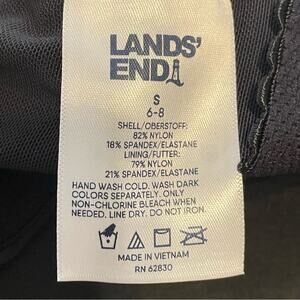 LANDS'
END
S
6-8
SHELL/OBERSTOFF:
82% NYLON
18% SPANDEX/ELASTANE
LINING/FUTTER:
79% NYLON
21% SPANDEX/ELASTANE
HAND WASH COLD. WASH DARK
COLORS SEPARATELY. ONLY
NON-CHLORINE BLEACH WHEN
NEEDED. LINE DRY. DO NOT IRON.
MADE IN VIETNAM
RN 62830